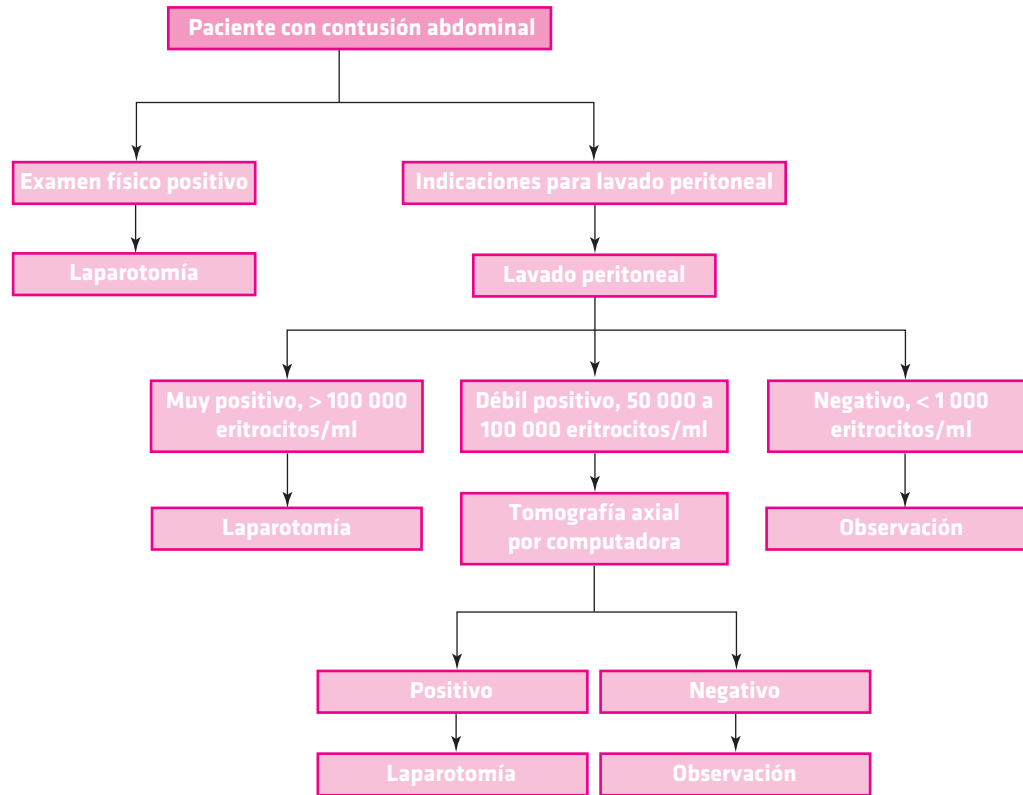 Paciente con contusión abdominal
Examen físico positivo
Indicaciones para lavado peritoneal
Laparotomía
Lavado peritoneal
Muy positivo, > 100 000
eritrocitos/ml
Débil positivo, 50 000 a
100 000 eritrocitos/ml
Negativo, < 1 000
eritrocitos/ml
Laparotomía
Tomografía axial
por computadora
Observación
Positivo
Negativo
Laparotomía
Observación